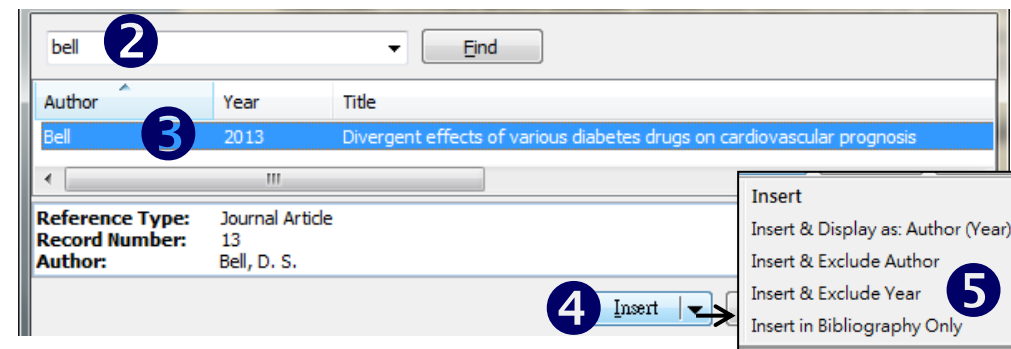 bell 2 Find
Author Year Title
Bell 3 2013 Divergent effects of various diabetes drugs on cardiovascular prognosis
Reference Type: Journal Article
Record Number: 13
Author: Bell, D. S.
4 Insert
Insert
Insert & Display as: Author (Year)
Insert & Exclude Author
Insert & Exclude Year 5
Insert in Bibliography Only